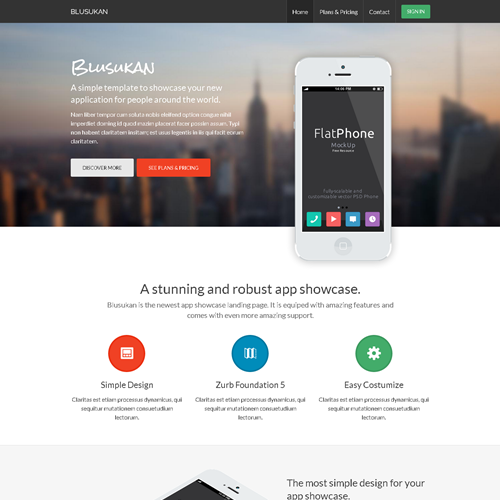 BLUSUKAN
Home
Plans & Pricing
Contact
SIGN IN
Blusukan
A simple template to showcase your new
application for people around the world.
Nam liber tempor cum soluta nobis eleifend option congue nihil
imperdiet doming id quod mazim placerat facer possim assum. Typi
non habent claritatem insitam; est usus legentis in iis qui facit eorum
claritatem.
DISCOVER MORE
SEE PLANS & PRICING
14:06 PM
FlatPhone
MockUp
Free Resource
Fully scalable and
customizable vector PSD Phone
A stunning and robust app showcase.
Blusukan is the newest app showcase landing page. It is equiped with amazing features and
comes with even more amazing support.
Simple Design
Claritas est etiam processus dynamicus, qui
sequitur mutationem consuetudium
lectorum.
Zurb Foundation 5
Claritas est etiam processus dynamicus, qui
sequitur mutationem consuetudium
lectorum.
Easy Costumize
Claritas est etiam processus dynamicus, qui
sequitur mutationem consuetudium
lectorum.
The most simple design for your
app showcase.